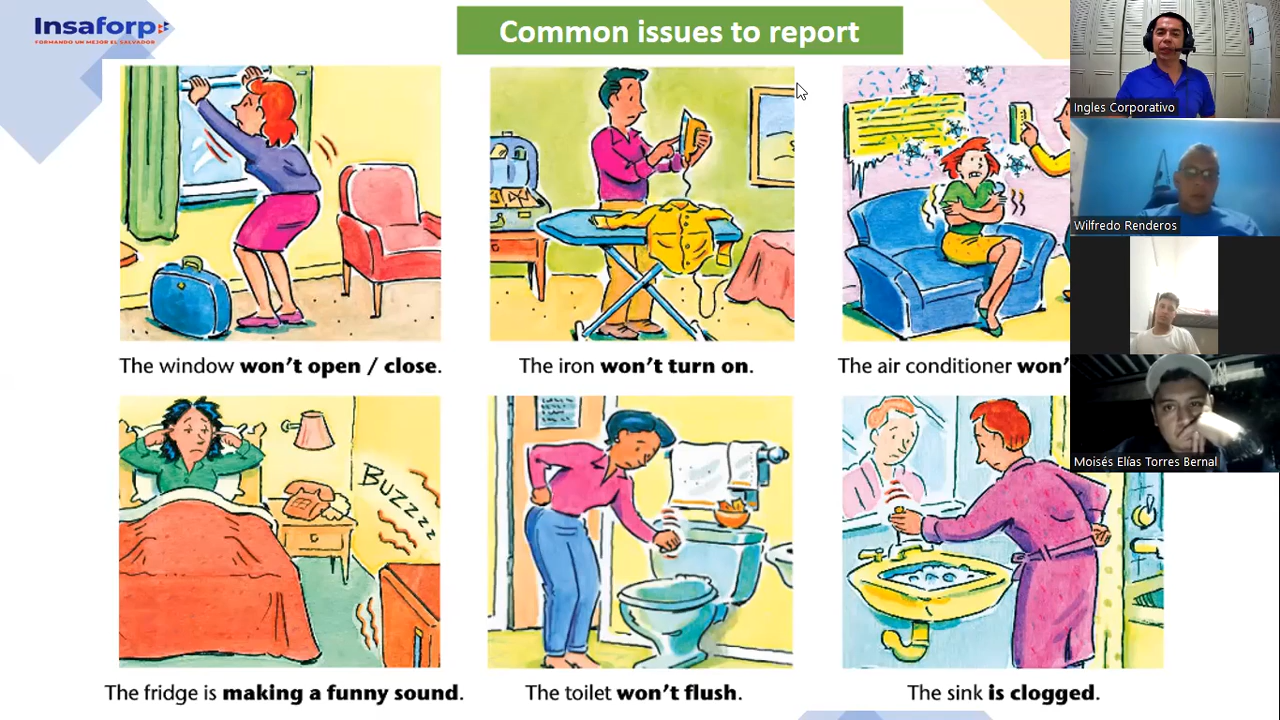 Insaforp
FORMANDO UN MEJOR EL SALVADOR
Common issues to report
Ingles Corporativo
Wilfredo Renderos
The window won't open / close.
The iron won't turn on.
The air conditioner won'
Moisés Elías Torres Bernal
BUZZzzz
The fridge is making a funny sound.
The toilet won't flush.
The sink is clogged.